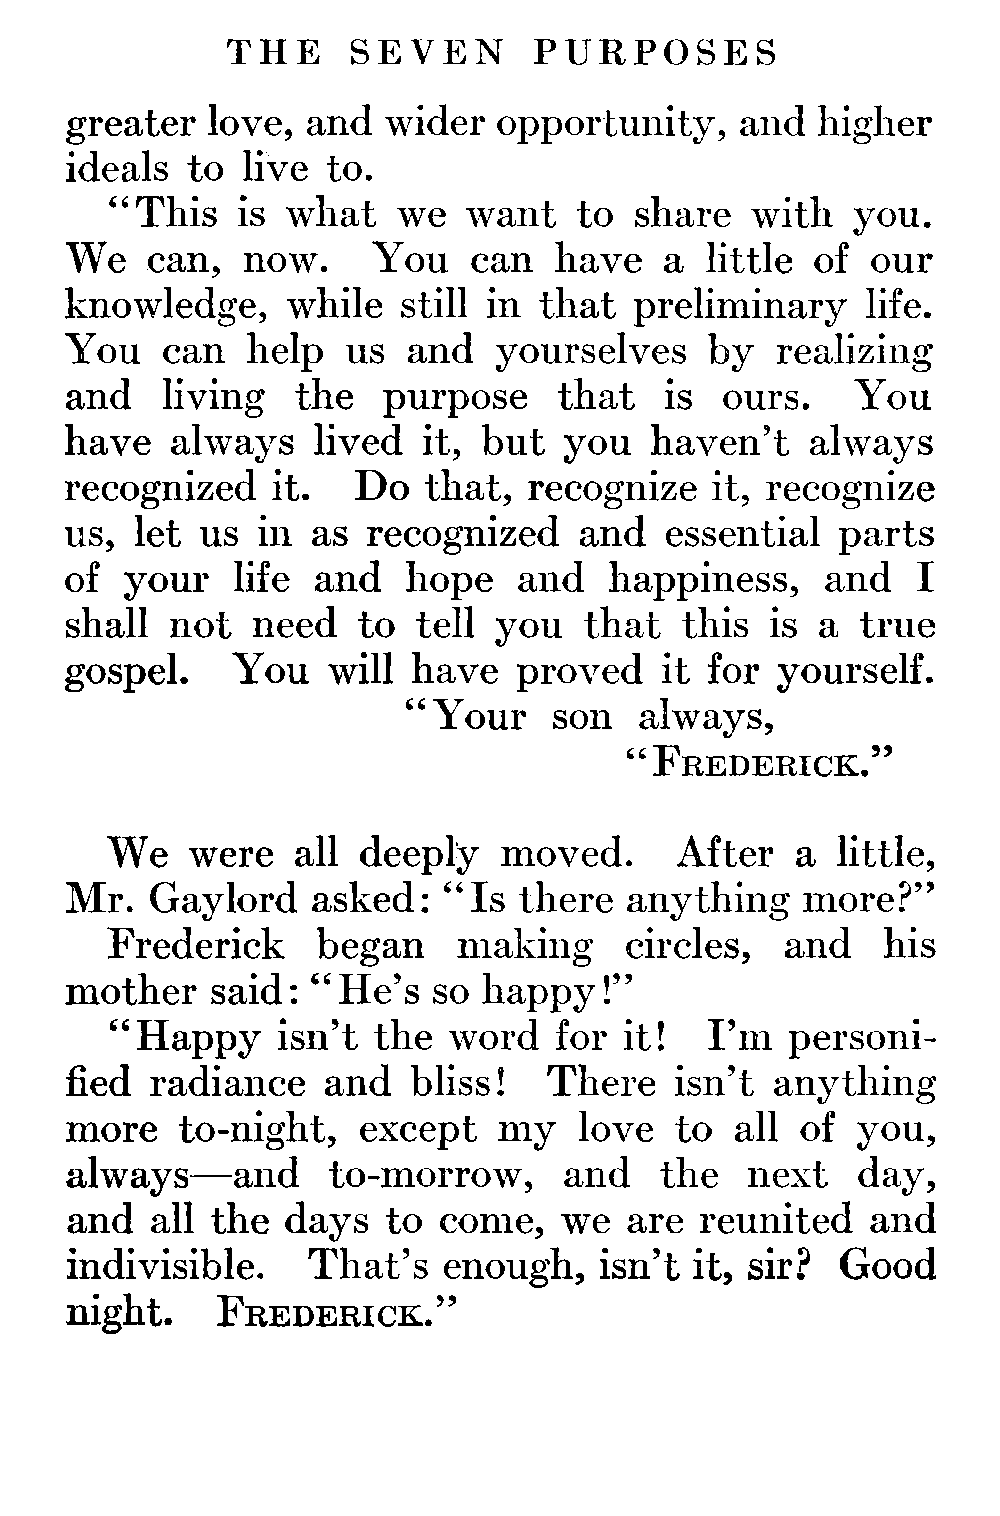 THE SEVEN PURPOSES
greater love, and wider opportunity, and higher
ideals to live to.
“This is what we want to share with you.
We can, now. You can have a little of our
knowledge, while still in that preliminary life.
You can help us and yourselves by realizing
and living the purpose that is ours. You
have always lived it, but you haven’t always
recognized it. Do that, recognize it, recognize
us, let us in as recognized and essential parts
of your life and hope and happiness, and I
shall not need to tell you that this is a true
gospel. You will have proved it for yourself.
“Your son always,
“FREDERICK.”
We were all deeply moved. After a little,
Mr. Gaylord asked: “Is there anything more?”
Frederick began making circles, and his
mother said: “He’s so happy!”
“Happy isn’t the word for it! I’m personi-
fied radiance and bliss! There isn’t anything
more to-night, except my love to all of you,
always—and to-morrow, and the next day,
and all the days to come, we are reunited and
indivisible. That’s enough, isn’t it, sir? Good
night. FREDERICK.”